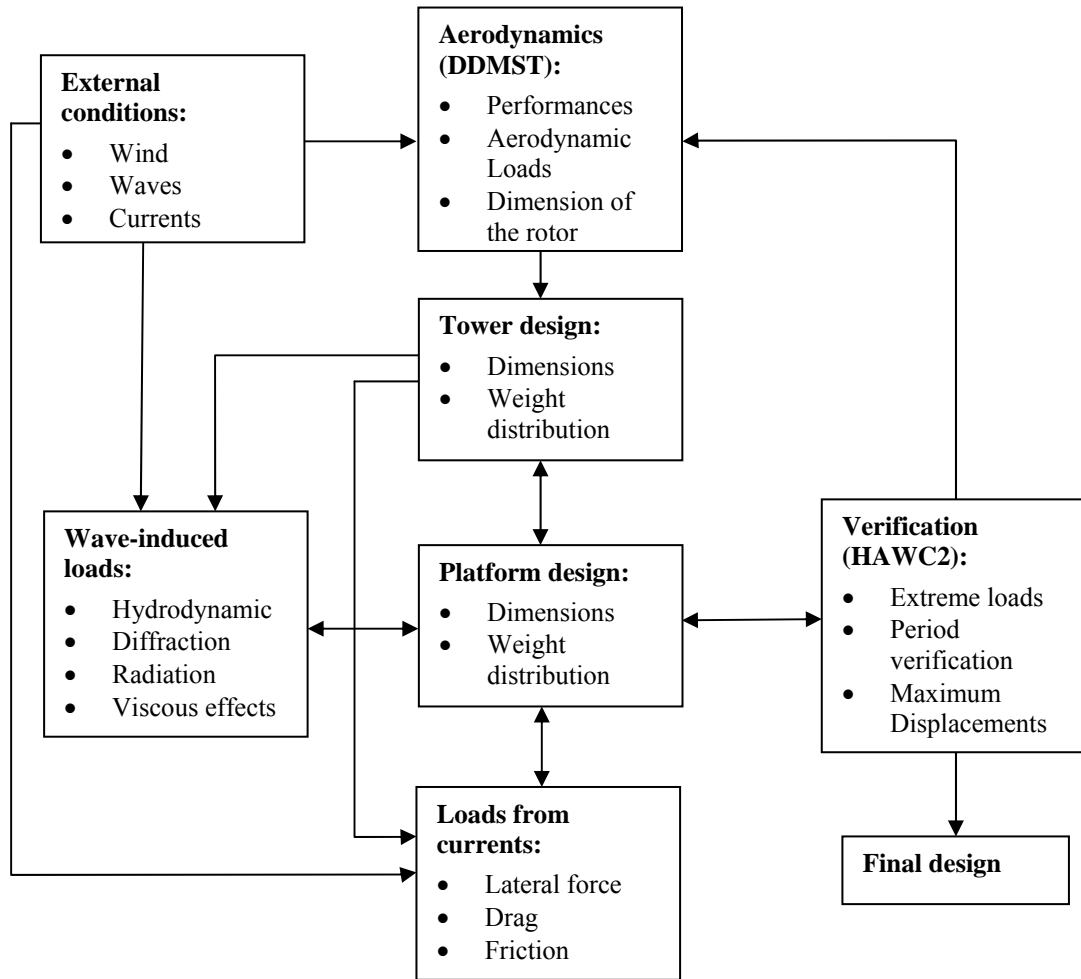 External
conditions:
• Wind
• Waves
• Currents
Aerodynamics
(DDMST):
• Performances
• Aerodynamic
Loads
• Dimension of
the rotor
Tower design:
• Dimensions
• Weight
distribution
Wave-induced
loads:
• Hydrodynamic
• Diffraction
• Radiation
• Viscous effects
Platform design:
• Dimensions
• Weight
distribution
Verification
(HAWC2):
• Extreme loads
• Period
verification
• Maximum
Displacements
Loads from
currents:
• Lateral force
• Drag
• Friction
Final design